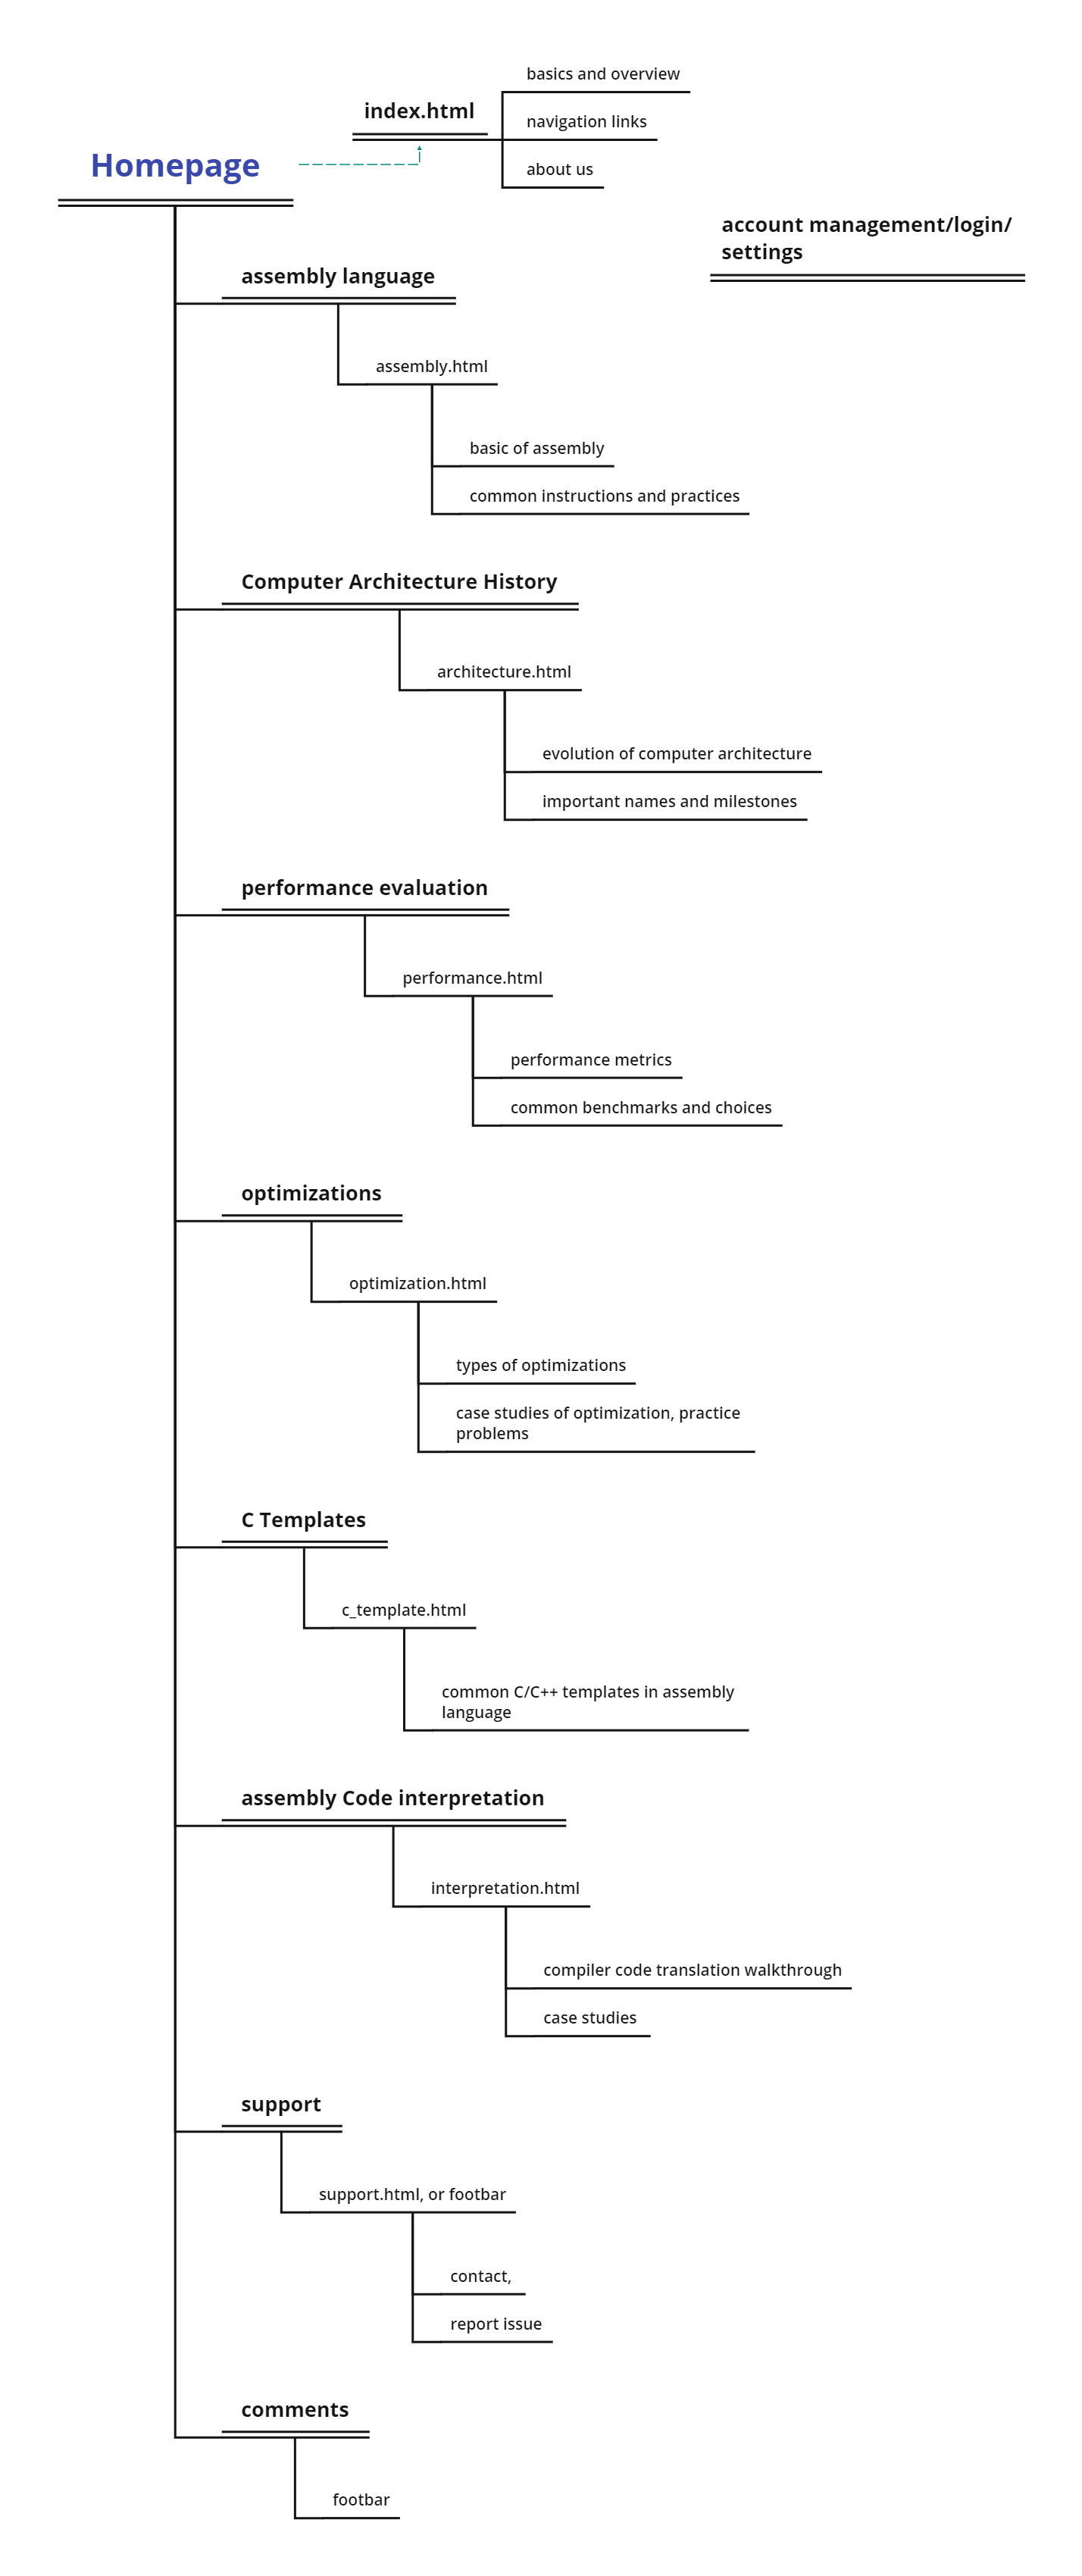 basics and overview
index.html
navigation links
Homepage
about us
account management/login/
settings
assembly language
assembly.html
basic of assembly
common instructions and practices
Computer Architecture History
architecture.html
evolution of computer architecture
important names and milestones
performance evaluation
performance.html
performance metrics
common benchmarks and choices
optimizations
optimization.html
types of optimizations
case studies of optimization, practice
problems
C Templates
c_template.html
common C/C++ templates in assembly
language
assembly Code interpretation
interpretation.html
compiler code translation walkthrough
case studies
support
support.html, or footbar
contact,
report issue
comments
footbar